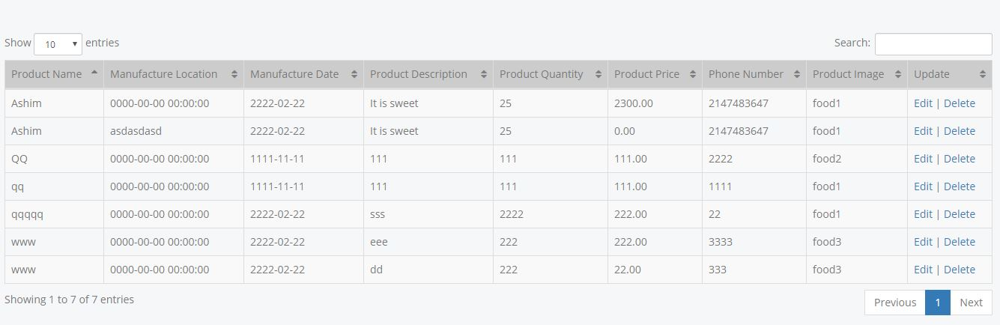 Show 10 entries Search:
Product Name Manufacture Location Manufacture Date Product Description Product Quantity Product Price Phone Number Product Image Update
Ashim 0000-00-00 00:00:00 2222-02-22 It is sweet 25 2300.00 2147483647 food1 Edit | Delete
Ashim asdasdasd 2222-02-22 It is sweet 25 0.00 2147483647 food1 Edit | Delete
QQ 0000-00-00 00:00:00 1111-11-11 111 111 111.00 2222 food2 Edit | Delete
qq 0000-00-00 00:00:00 1111-11-11 111 111 111.00 1111 food1 Edit | Delete
qqqqq 0000-00-00 00:00:00 2222-02-22 sss 2222 222.00 22 food1 Edit | Delete
www 0000-00-00 00:00:00 2222-02-22 eee 222 222.00 3333 food3 Edit | Delete
www 0000-00-00 00:00:00 2222-02-22 dd 222 22.00 333 food3 Edit | Delete
Showing 1 to 7 of 7 entries Previous 1 Next